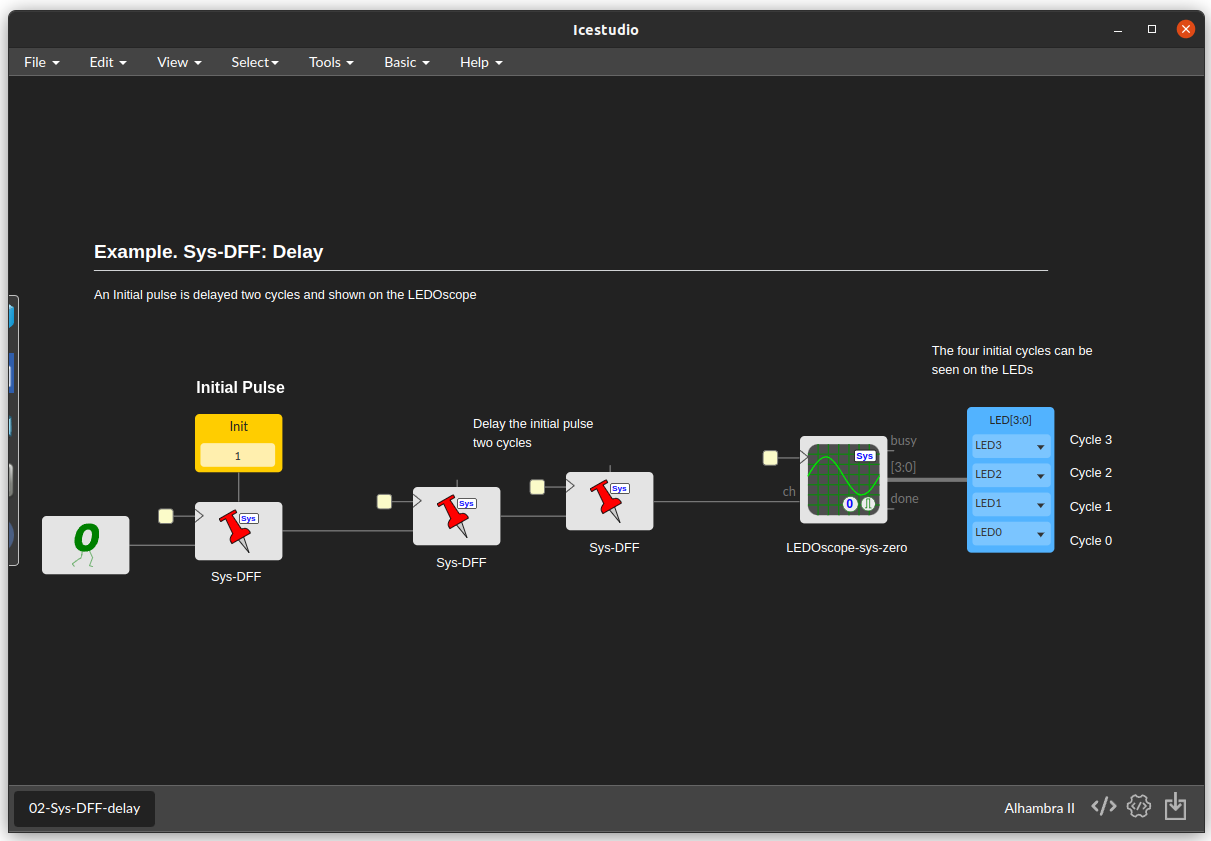 Icestudio
File Edit View Select Tools Basic Help
Example. Sys-DFF: Delay
An Initial pulse is delayed two cycles and shown on the LEDOscope
The four initial cycles can be
seen on the LEDs
Initial Pulse
Init
1
Delay the initial pulse
two cycles
0
Sys
Sys-DFF
Sys
Sys-DFF
Sys
Sys-DFF
ch
Sys
0
busy
[3:0]
done
LEDOscope-sys-zero
LED[3:0]
LED3
LED2
LED1
LED0
Cycle 3
Cycle 2
Cycle 1
Cycle 0
02-Sys-DFF-delay
Alhambra II